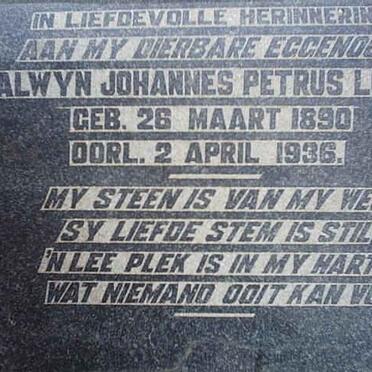 IN LIEFDEVOLLE HERINNERIN
AAN MY DIERBARE EGGENO
ALWYN JOHANNES PETRUS L
GEB. 26 MAART 1890
OORL. 2 APRIL 1936.
MY STEEN IS VAN MY WE
SY LIEFDE STEM IS STIL
'N LEE PLEK IS IN MY HART
WAT NIEMAND OOIT KAN V